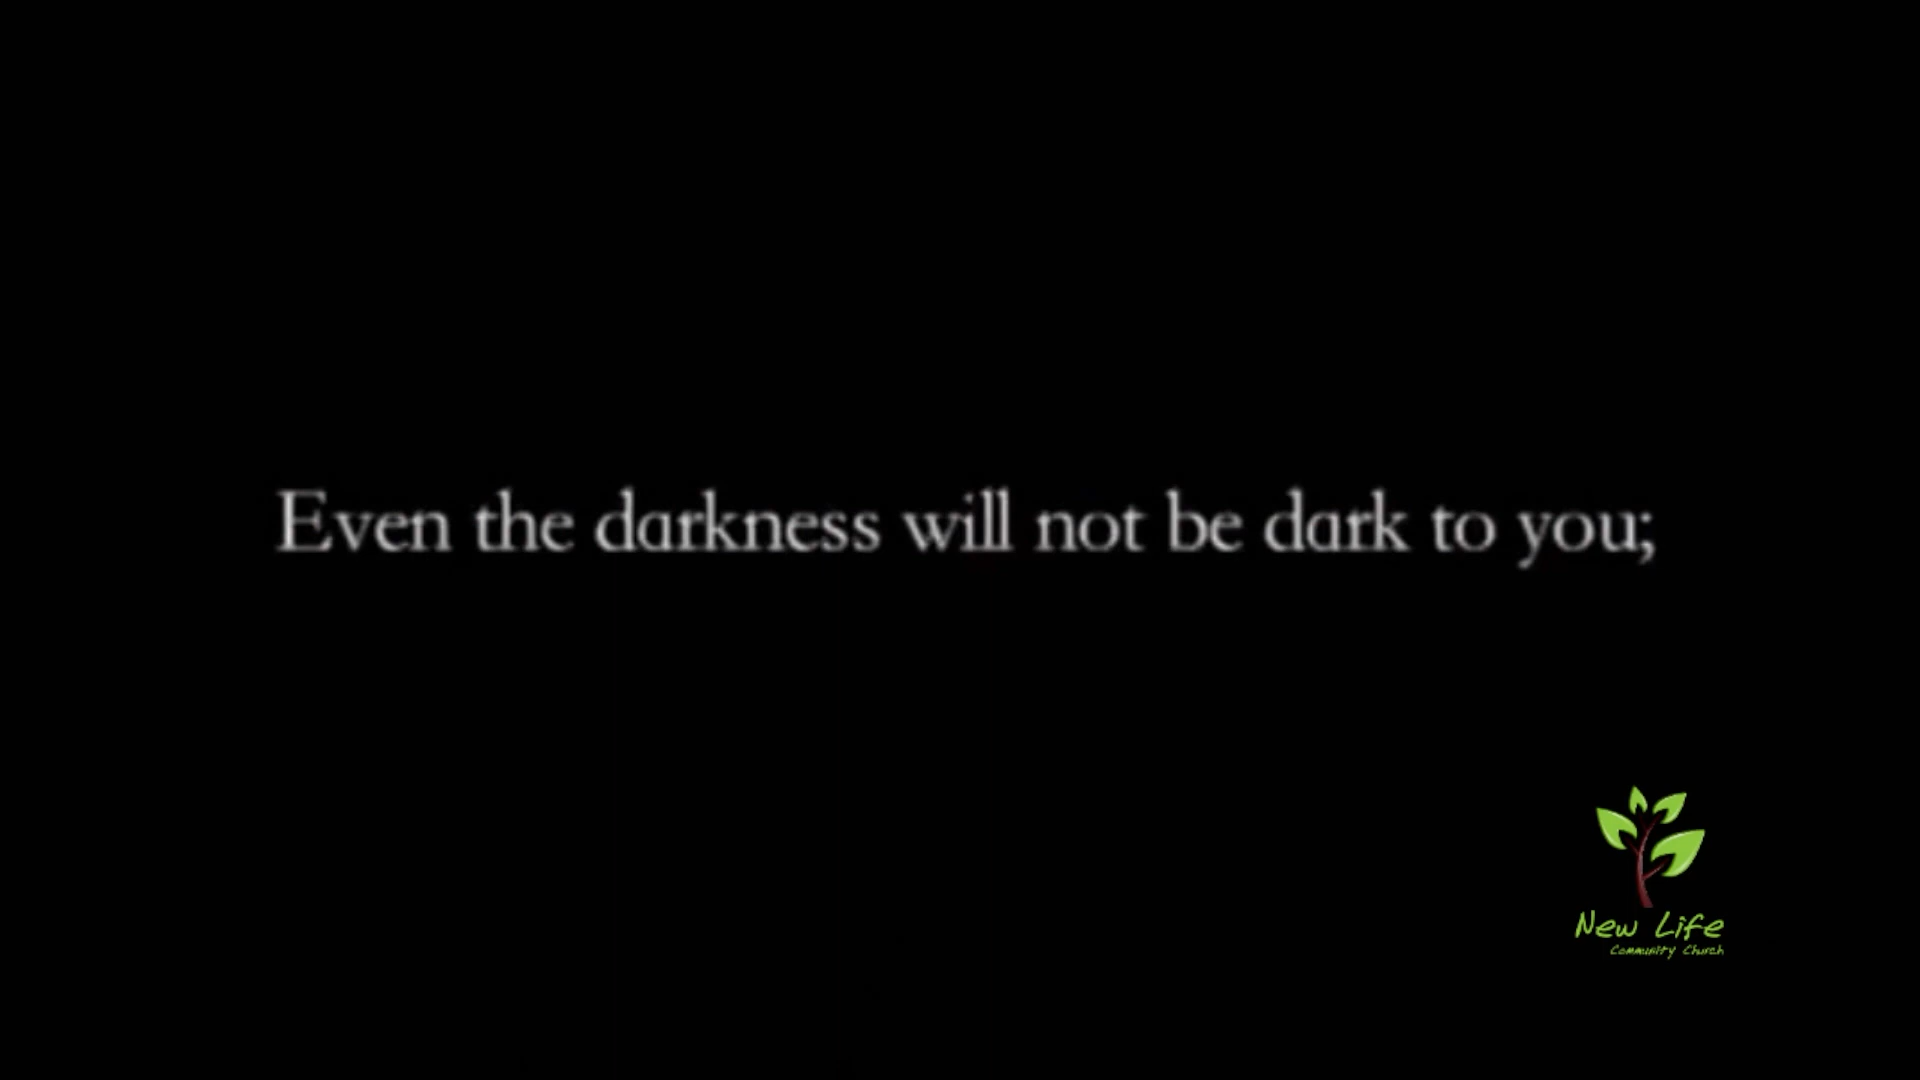 Even the darkness will not be dark to you;
New Life
Community Church